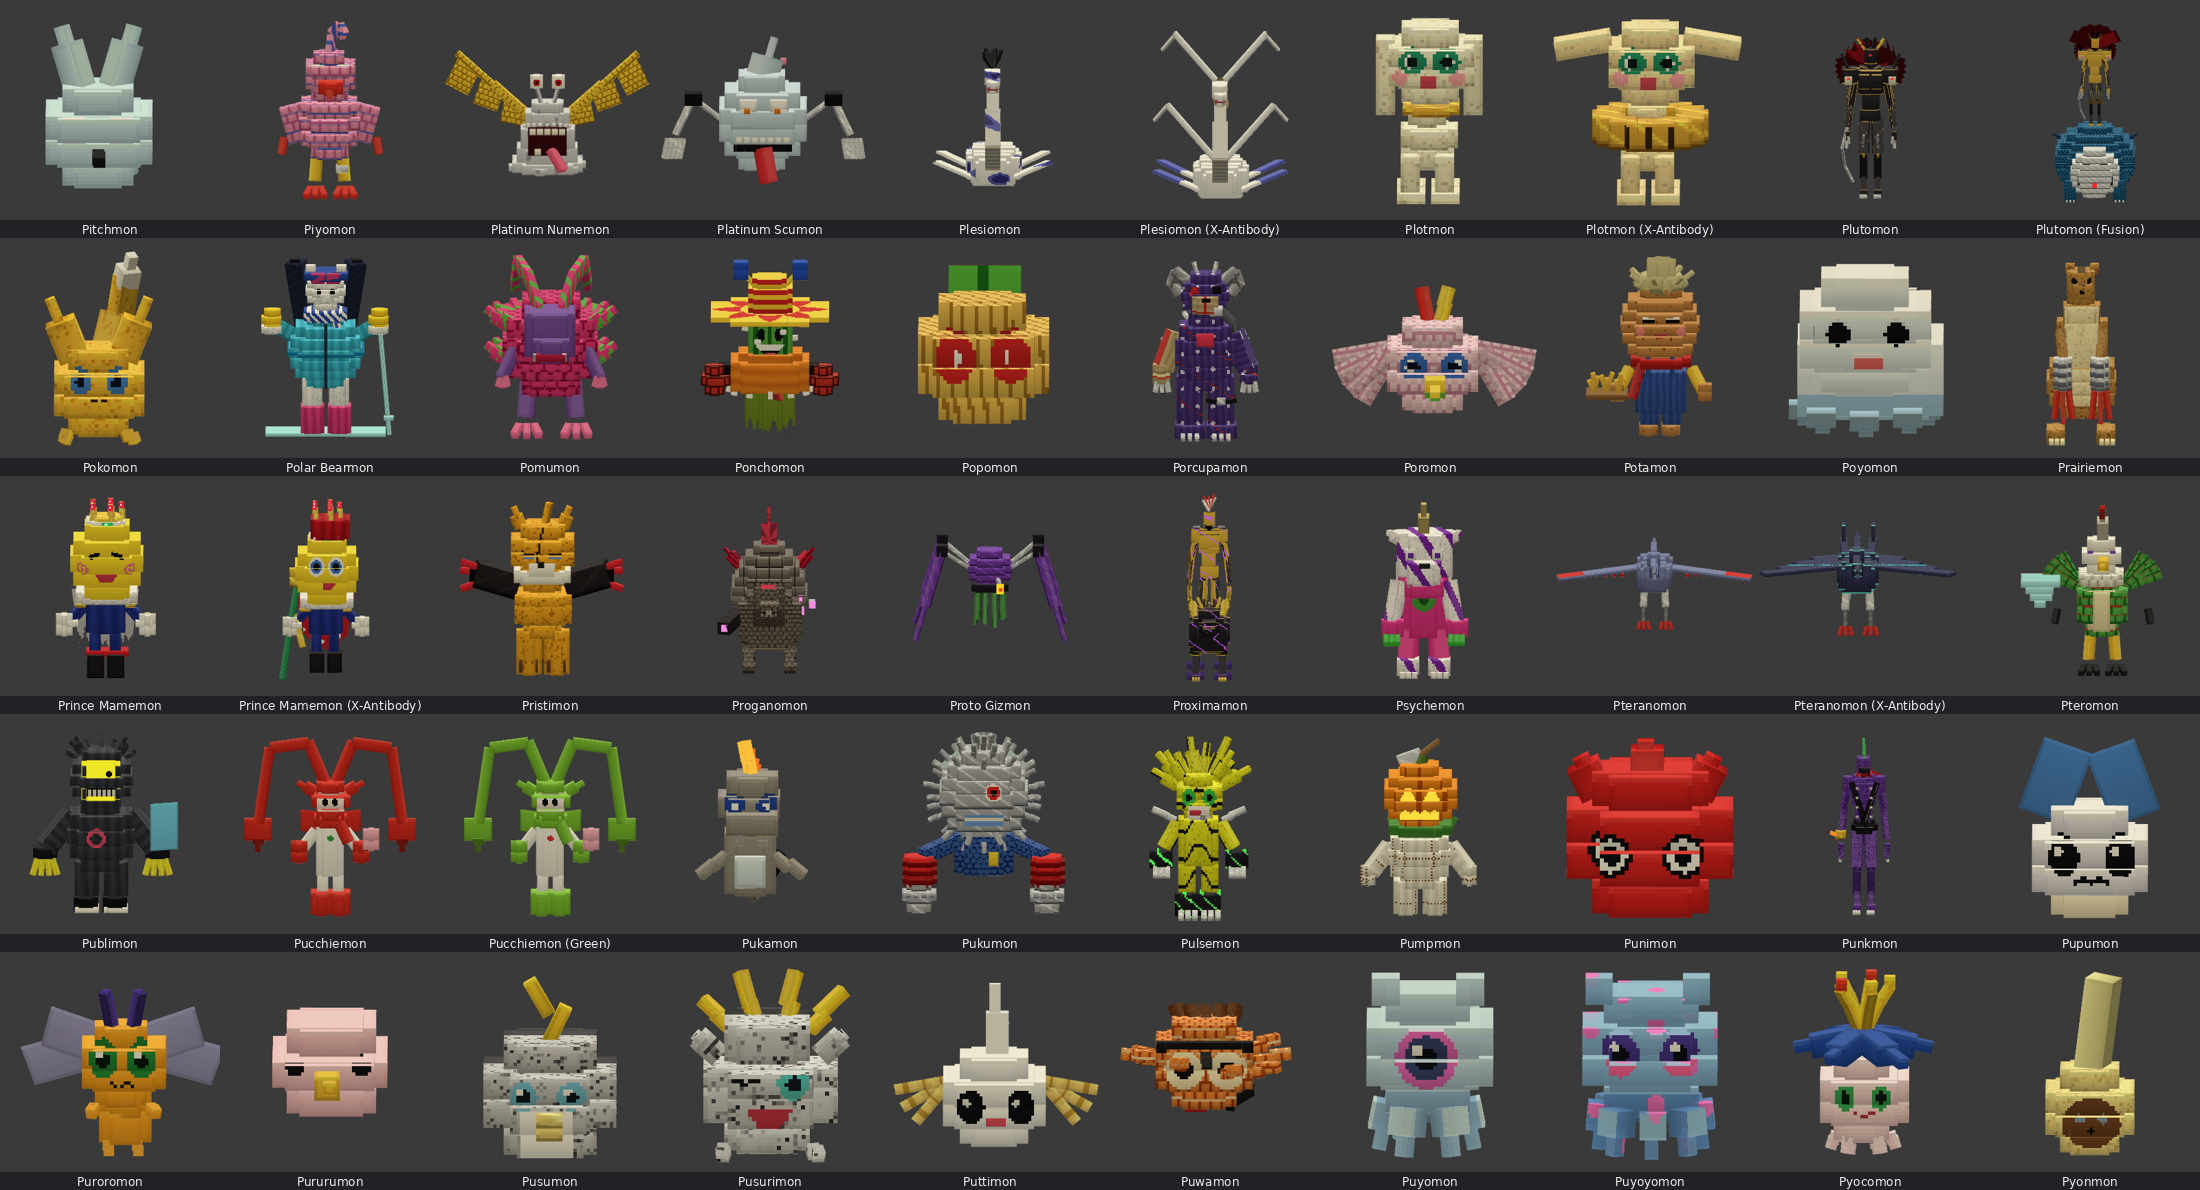 Pitchmon Piyomon Platinum Numemon Platinum Scumon Plesiomon Plesiomon (X-Antibody) Plotmon Plotmon (X-Antibody) Plutomon Plutomon (Fusion)
Pokomon Polar Bearmon Pomumon Ponchomon Popomon Porcupamon Poromon Potamon Poyomon Prairiemon
Prince Mamemon Prince Mamemon (X-Antibody) Pristimon Proganomon Proto Gizmon Proximamon Psychemon Pteranomon Pteranomon (X-Antibody) Pteromon
Publimon Pucchiemon Pucchiemon (Green) Pukamon Pukumon Pulsemon Pumpmon Punimon Punkmon Pupumon
Puroromon Pururumon Pusumon Pusurimon Puttimon Puwamon Puyomon Puyoyomon Pyocomon Pyonmon